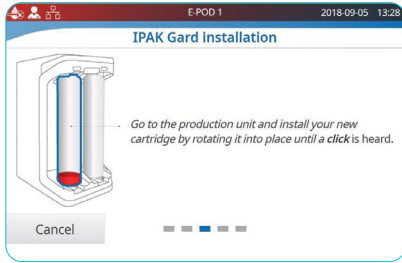 E-POD 1 2018-09-05 13:28
IPAK Gard installation
Go to the production unit and install your new
cartridge by rotating it into place until a click is heard.
Cancel